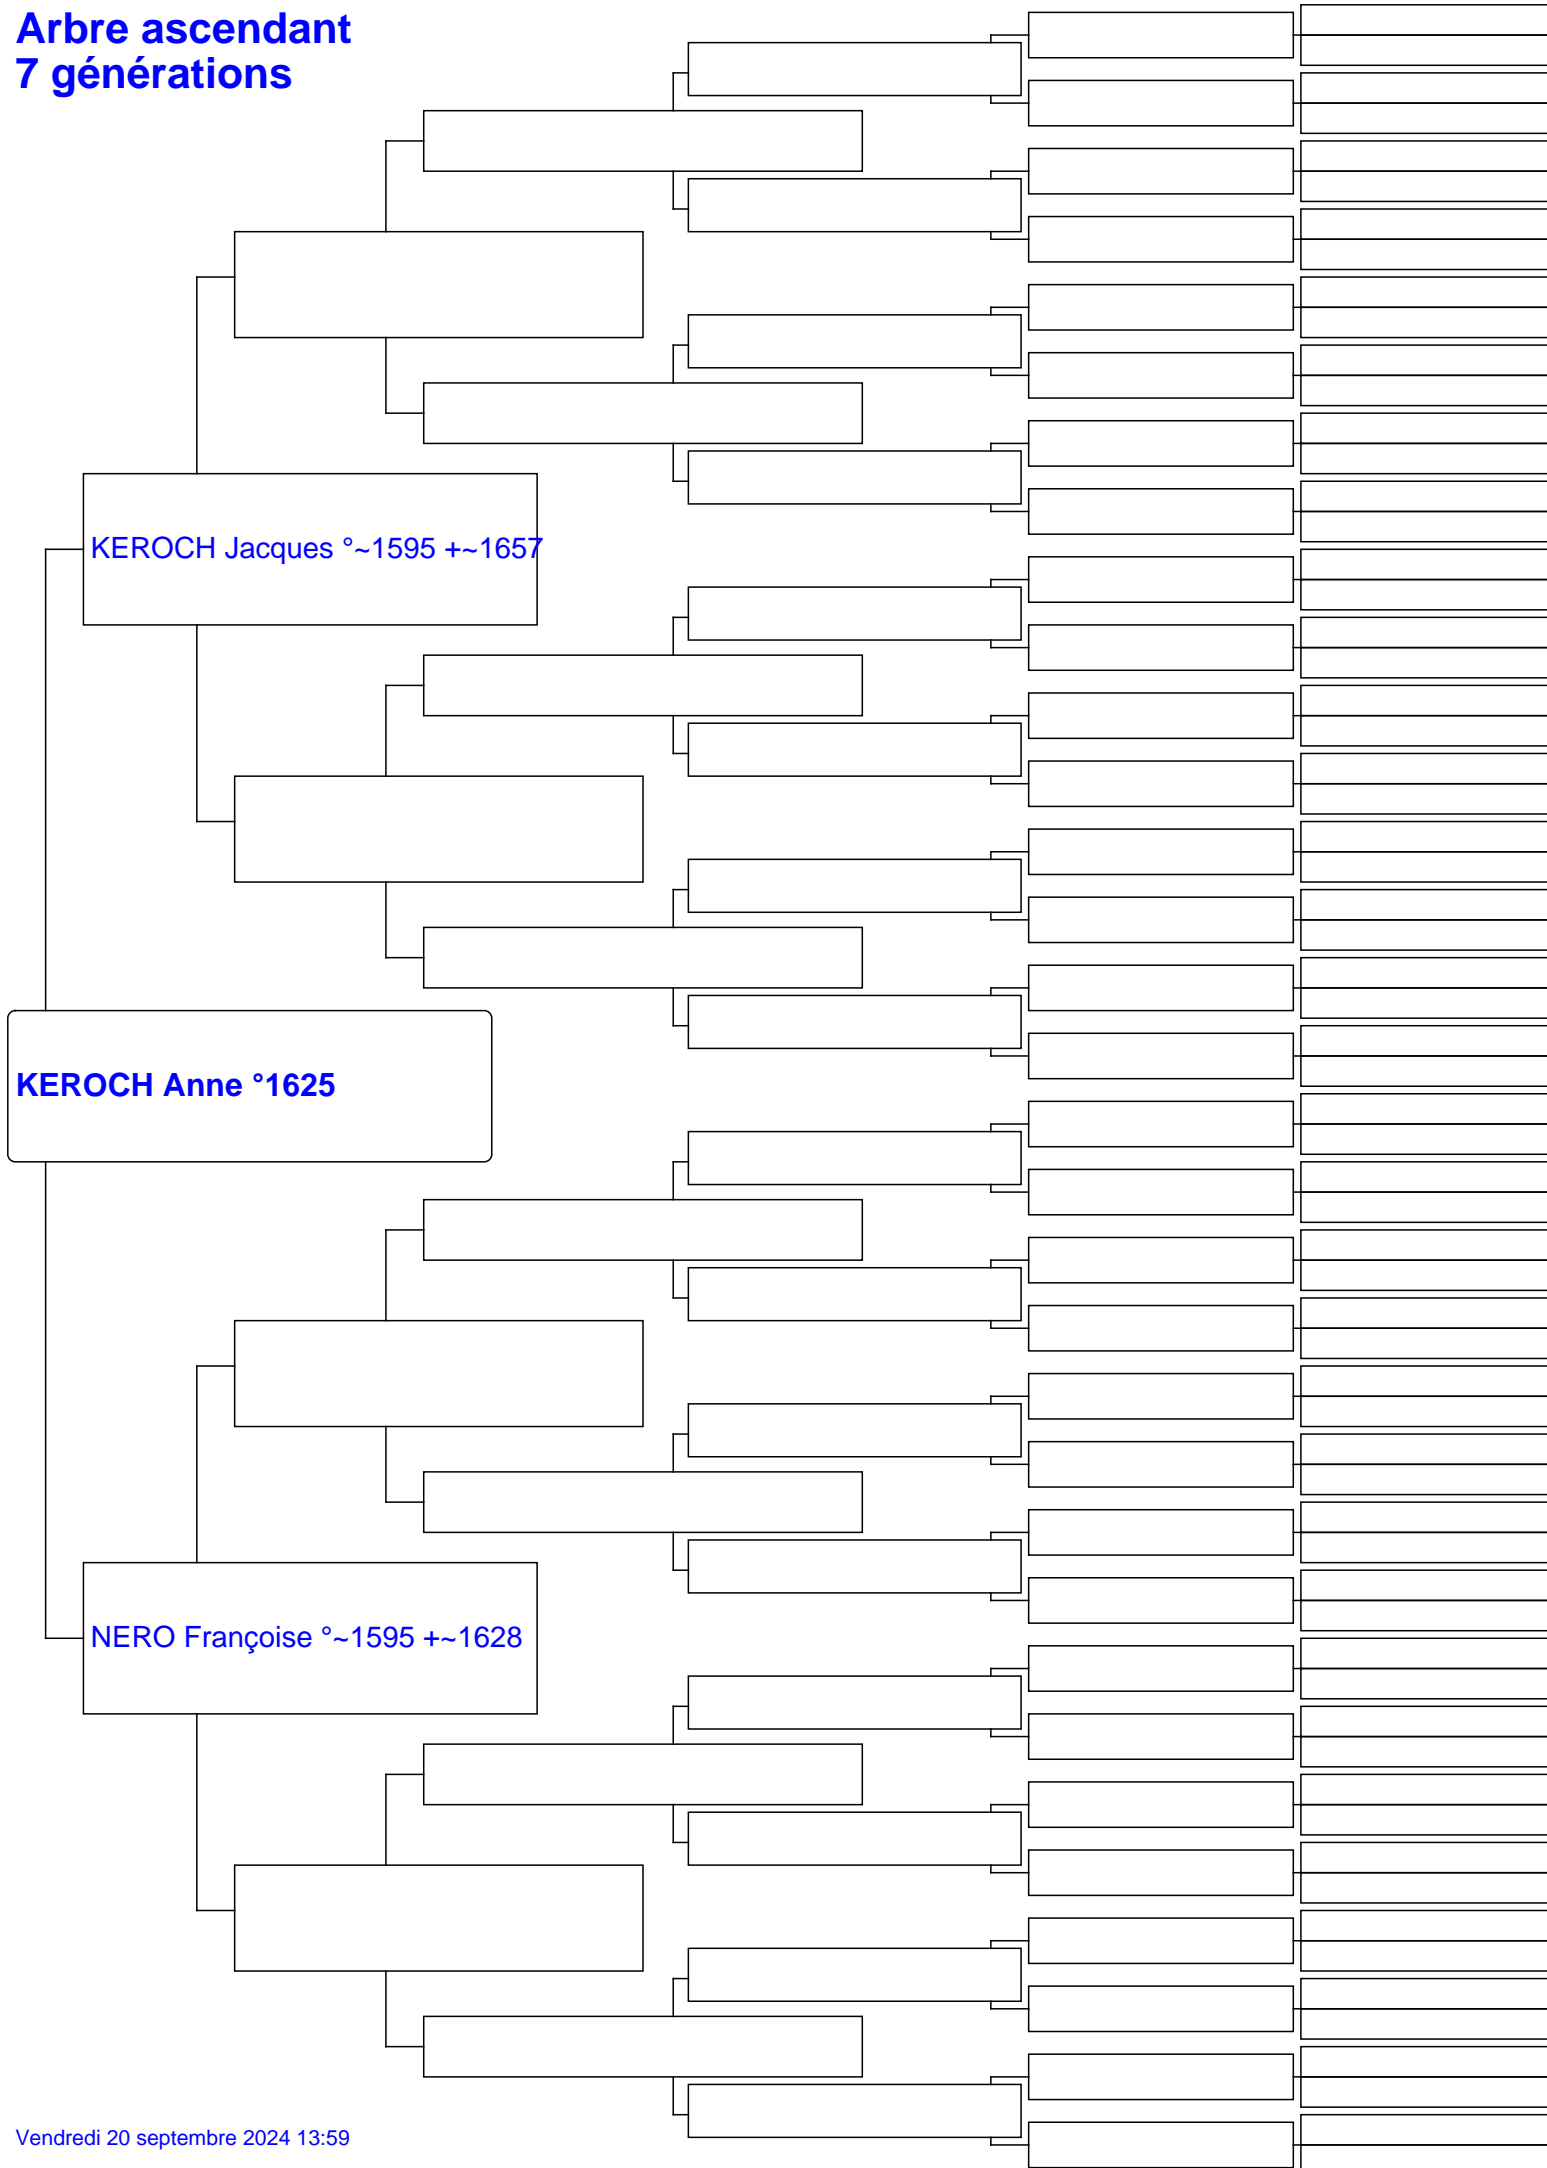 Arbre ascendant
7 générations
KEROCH Jacques °~1595 +~1657
KEROCH Anne °1625
NERO Françoise °~1595 +~1628
Vendredi 20 septembre 2024 13:59